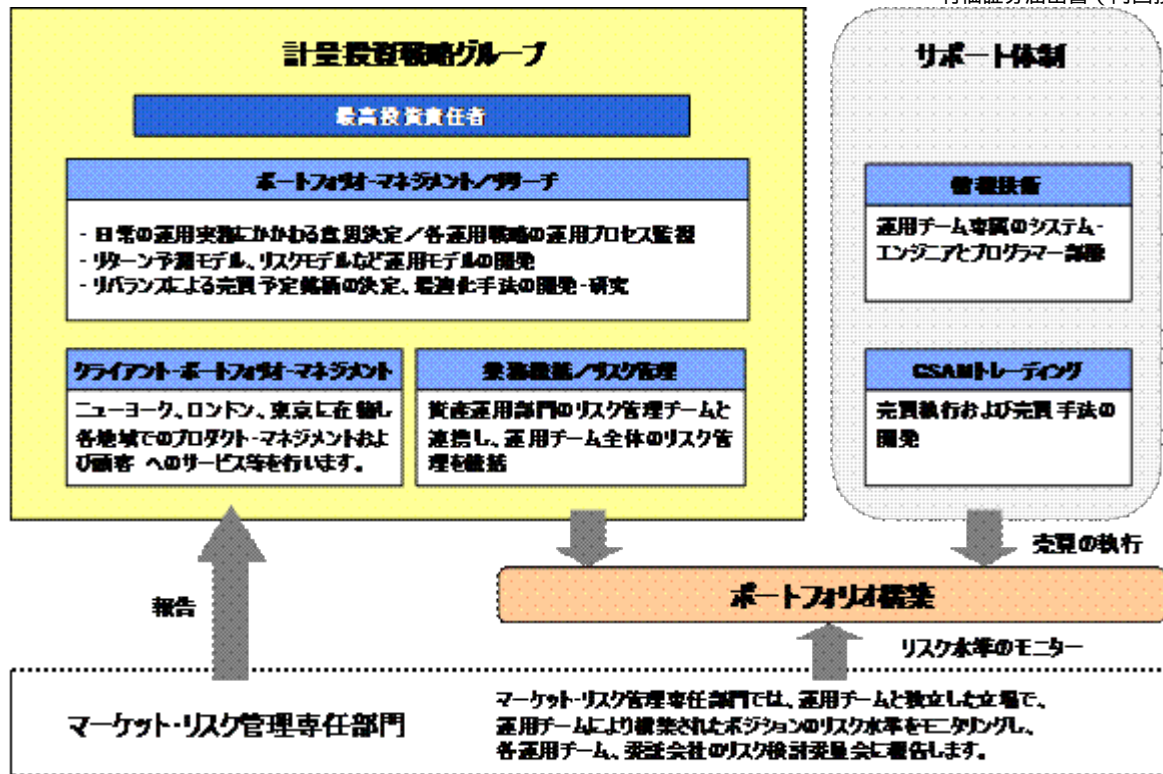 計量投資戦略グループ
最高投資責任者
ポートフォリオ・マネジメント／リサーチ
- 日常の運用実務にかかわる意思決定／各運用戦略の運用プロセス監視
- リターン予測モデル、リスクモデルなど運用モデルの開発
- リバランスによる売買予定銘柄の決定、最適化手法の開発・研究
クライアント・ポートフォリオ・マネジメント
ニューヨーク、ロンドン、東京に在籍し
各地域でのプロダクト・マネジメントおよ
び顧客 へのサービス等を行います。
業務統括／リスク管理
資産運用部門のリスク管理チームと
連携し、運用チーム全体のリスク管
理を統括
サポート体制
情報技術
運用チーム専属のシステム・
エンジニアとプログラマー部隊
CSAMトレーディング
売買執行および売買手法の
開発
売買の執行
ポートフォリオ構築
報告
リスク水準のモニター
マーケット・リスク管理専任部門
マーケット・リスク管理専任部門では、運用チームと独立した立場で、
運用チームにより構築されたポジションのリスク水準をモニタリングし、
各運用チーム、委託会社のリスク検討委員会に報告します。